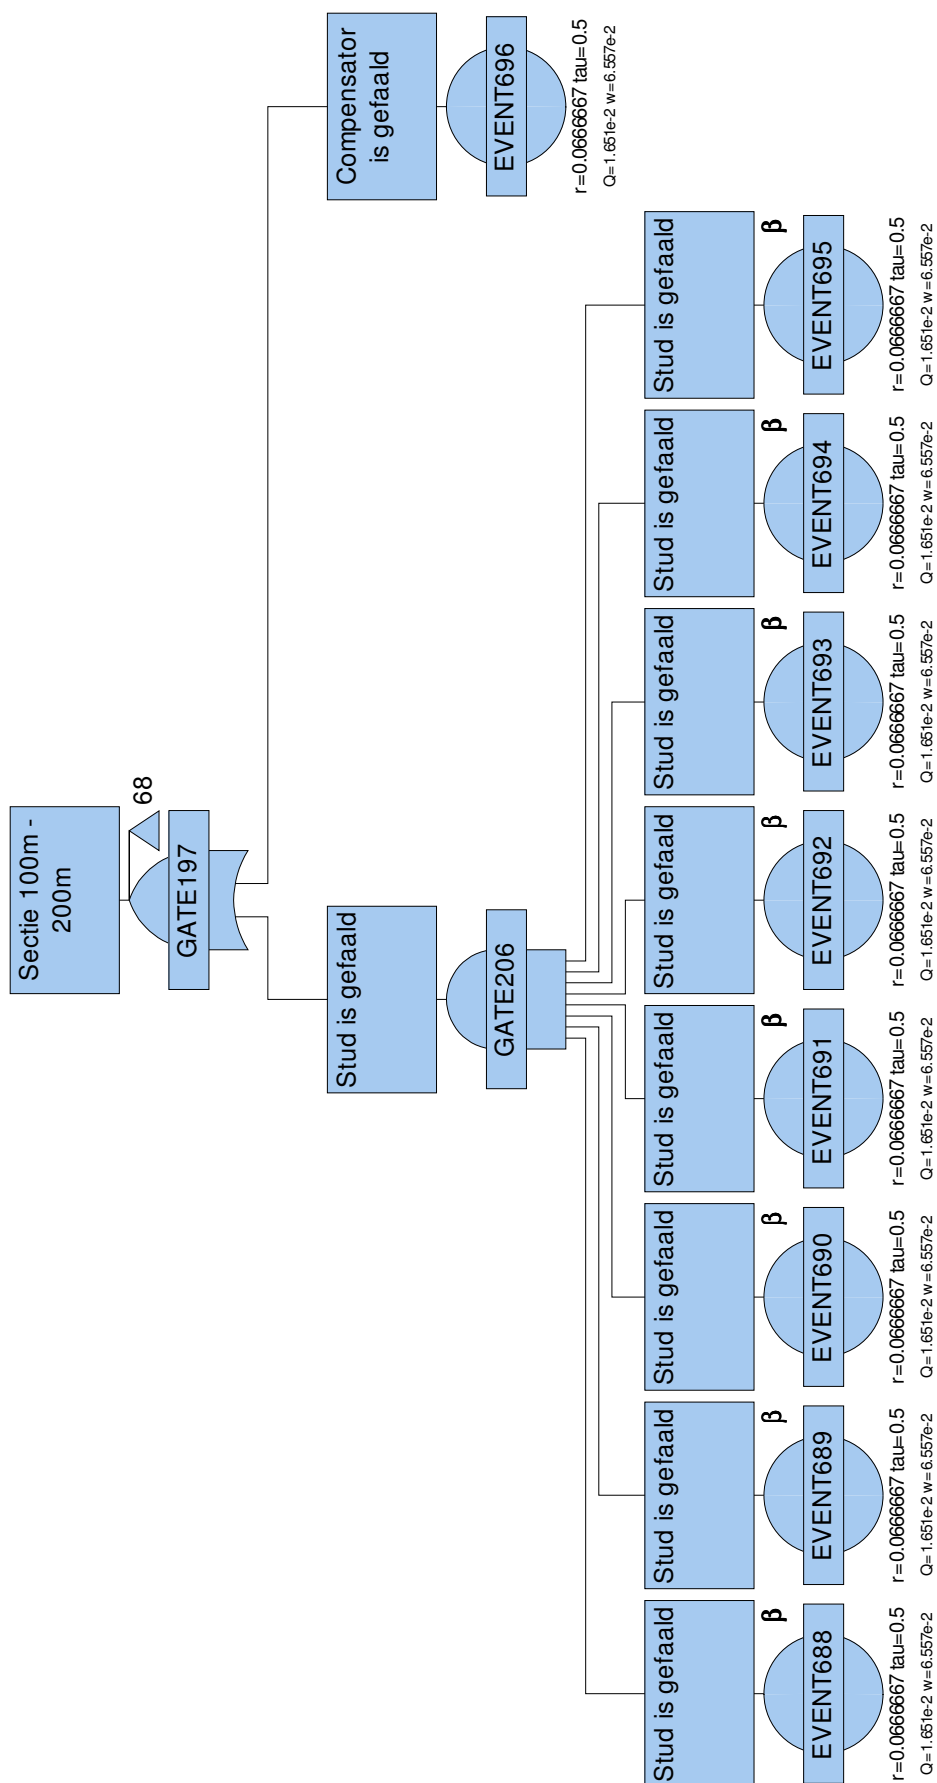 Sectie 100m -
200m
68
GATE197
Stud is gefaald
GATE206
Compensator
is gefaald
EVENT696
r=0.0666667 tau=0.5
Q=1.651e-2 w=6.557e-2
Stud is gefaald
β
EVENT688
r=0.0666667 tau=0.5
Q=1.651e-2 w=6.557e-2
Stud is gefaald
β
EVENT689
r=0.0666667 tau=0.5
Q=1.651e-2 w=6.557e-2
Stud is gefaald
β
EVENT690
r=0.0666667 tau=0.5
Q=1.651e-2 w=6.557e-2
Stud is gefaald
β
EVENT691
r=0.0666667 tau=0.5
Q=1.651e-2 w=6.557e-2
Stud is gefaald
β
EVENT692
r=0.0666667 tau=0.5
Q=1.651e-2 w=6.557e-2
Stud is gefaald
β
EVENT693
r=0.0666667 tau=0.5
Q=1.651e-2 w=6.557e-2
Stud is gefaald
β
EVENT694
r=0.0666667 tau=0.5
Q=1.651e-2 w=6.557e-2
Stud is gefaald
β
EVENT695
r=0.0666667 tau=0.5
Q=1.651e-2 w=6.557e-2